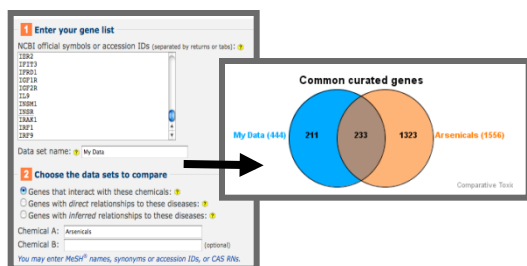 1 Enter your gene list
NCBI official symbols or accession IDs (separated by returns or tabs): ?
IER2
IFIT3
IFRD1
IGF1R
IGF2R
IL9
INSM1
INSR
IRAK1
IRF1
IRF9
Data set name: ? My Data
2 Choose the data sets to compare
Genes that interact with these chemicals: ?
Genes with direct relationships to these diseases: ?
Genes with inferred relationships to these diseases: ?
Chemical A: Arsenicals
Chemical B: (optional)
You may enter MeSH® names, synonyms or accession IDs, or CAS RNs.
Common curated genes
My Data (444) 211 233 1323 Arsenicals (1556)
Comparative Toxi